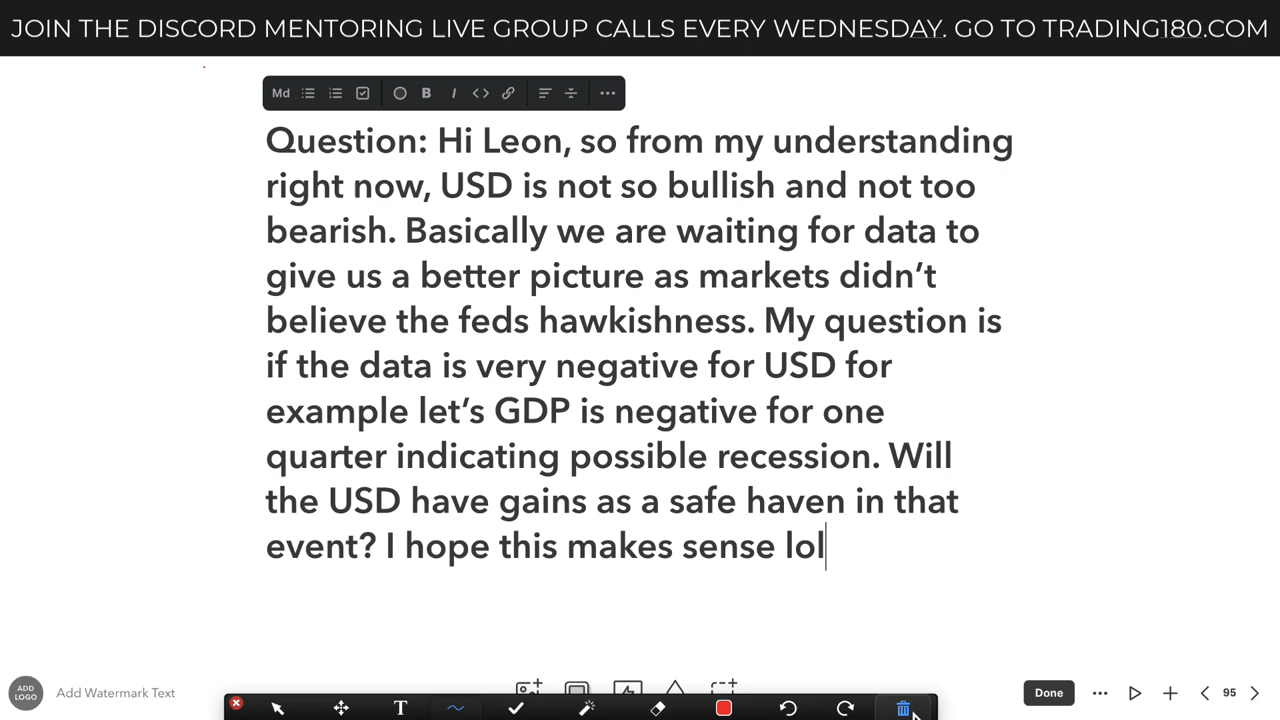 JOIN THE DISCORD MENTORING LIVE GROUP CALLS EVERY WEDNESDAY. GO TO TRADING180.COM
Md B I <> ...
Question: Hi Leon, so from my understanding
right now, USD is not so bullish and not too
bearish. Basically we are waiting for data to
give us a better picture as markets didn’t
believe the feds hawkishness. My question is
if the data is very negative for USD for
example let’s GDP is negative for one
quarter indicating possible recession. Will
the USD have gains as a safe haven in that
event? I hope this makes sense lol
ADD
LOGO
Add Watermark Text
Done
95
T